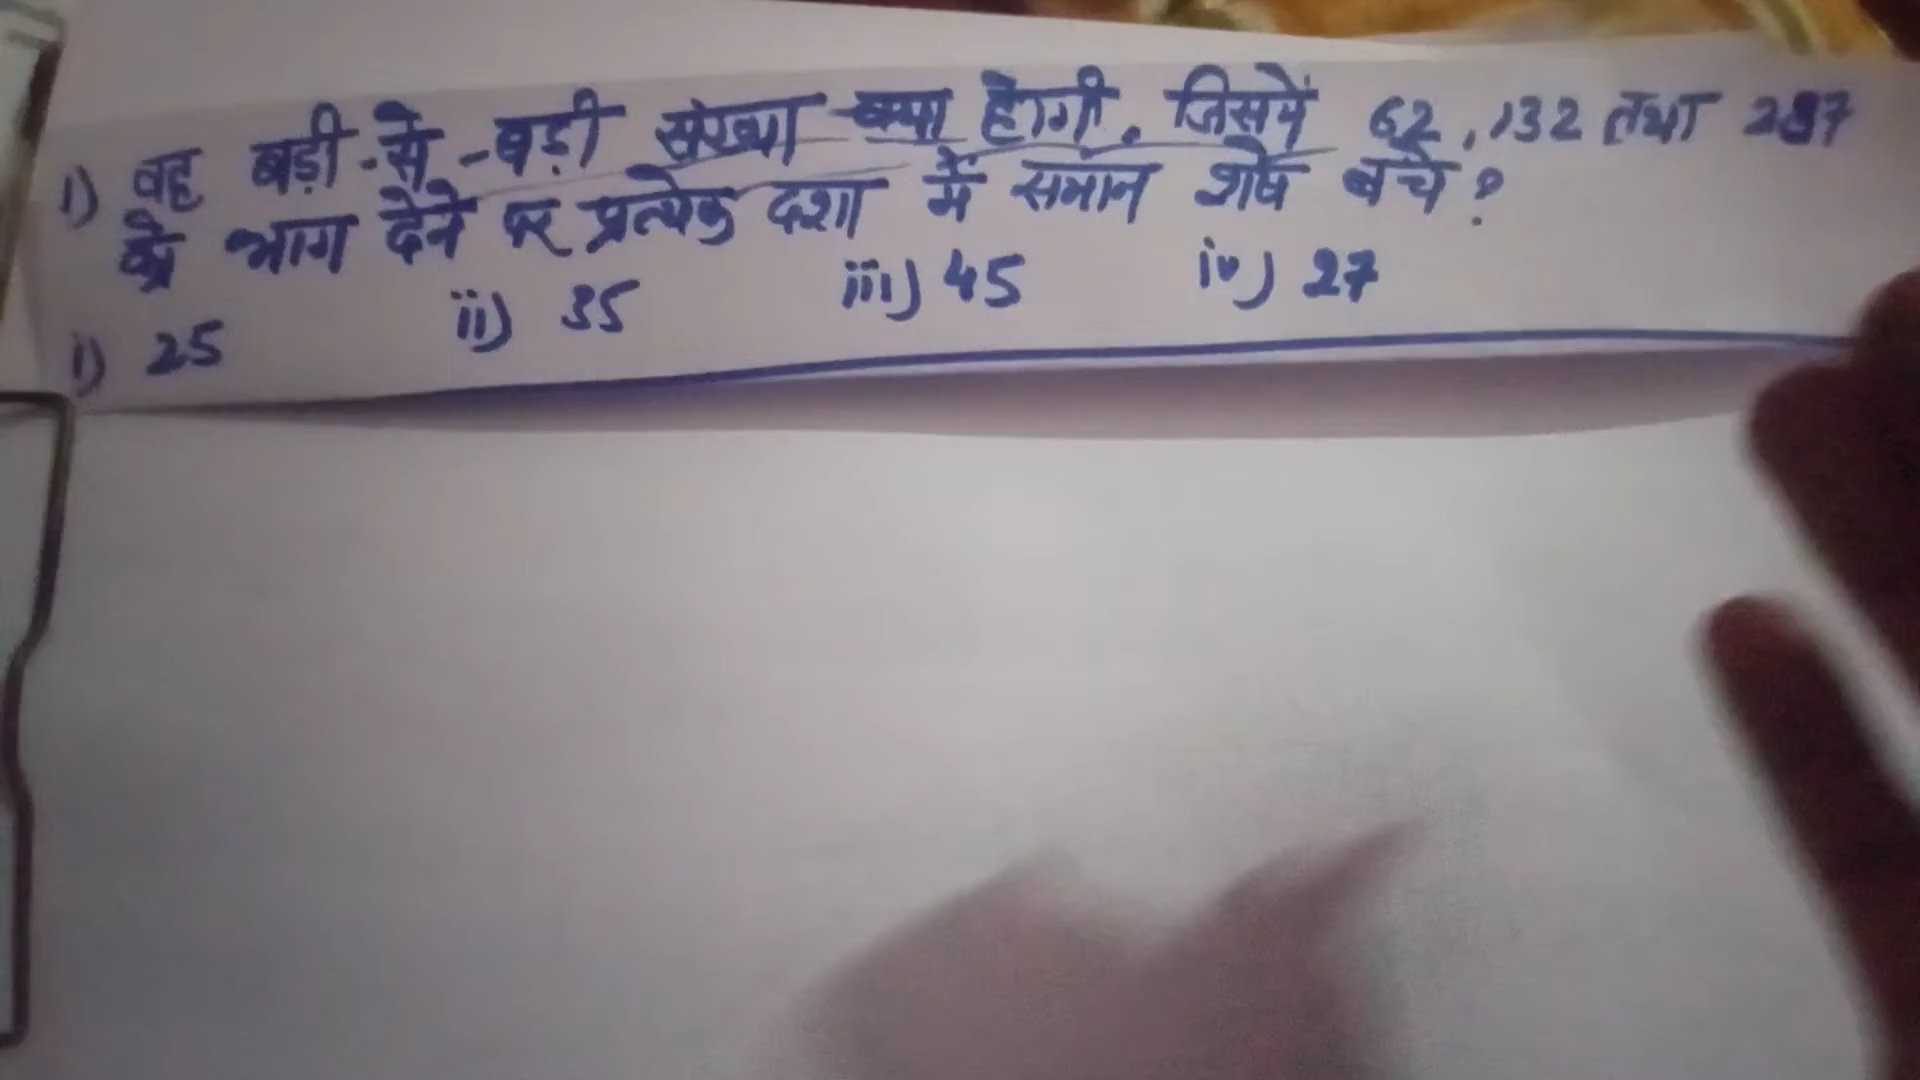 1) वह बड़ी-से-बड़ी संख्या क्या होगी, जिससे 62, 132 तथा
को भाग देने पर प्रत्येक दशा में समान शेष बचे?
i) 25 ii) 35 iii) 45 iv) 27